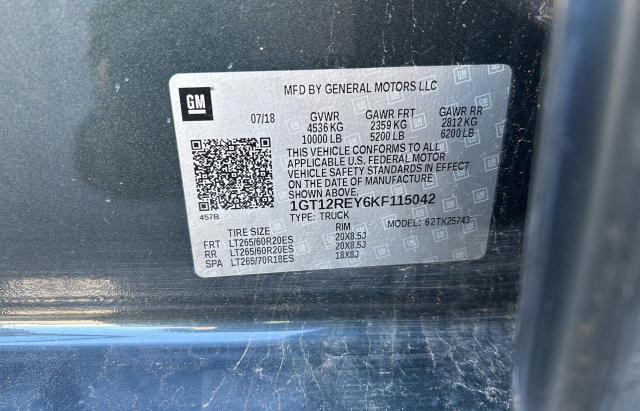 MFD BY GENERAL MOTORS LLC
GM
07/18 GVWR GAWR FRT GAWR RR
4536 KG 2359 KG 2812 KG
10000 LB 5200 LB 6200 LB
THIS VEHICLE CONFORMS TO ALL
APPLICABLE U.S. FEDERAL MOTOR
VEHICLE SAFETY STANDARDS IN EFFECT
ON THE DATE OF MANUFACTURE
SHOWN ABOVE.
1GT12REY6KF115042
457B TYPE: TRUCK MODEL: 62TK25743
TIRE SIZE RIM
FRT LT265/60R20ES 20X8.5J
RR LT265/60R20ES 20X8.5J
SPA LT265/70R18ES 18X8J